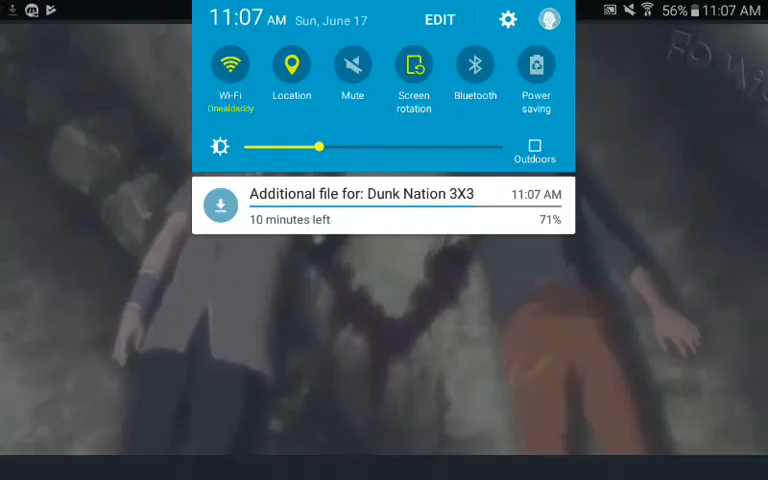 56% 11:07 AM
11:07 AM Sun, June 17 EDIT
Wi-Fi
Onealdaddy
Location
Mute
Screen
rotation
Bluetooth
Power
saving
Outdoors
Additional file for: Dunk Nation 3X3 11:07 AM
10 minutes left 71%